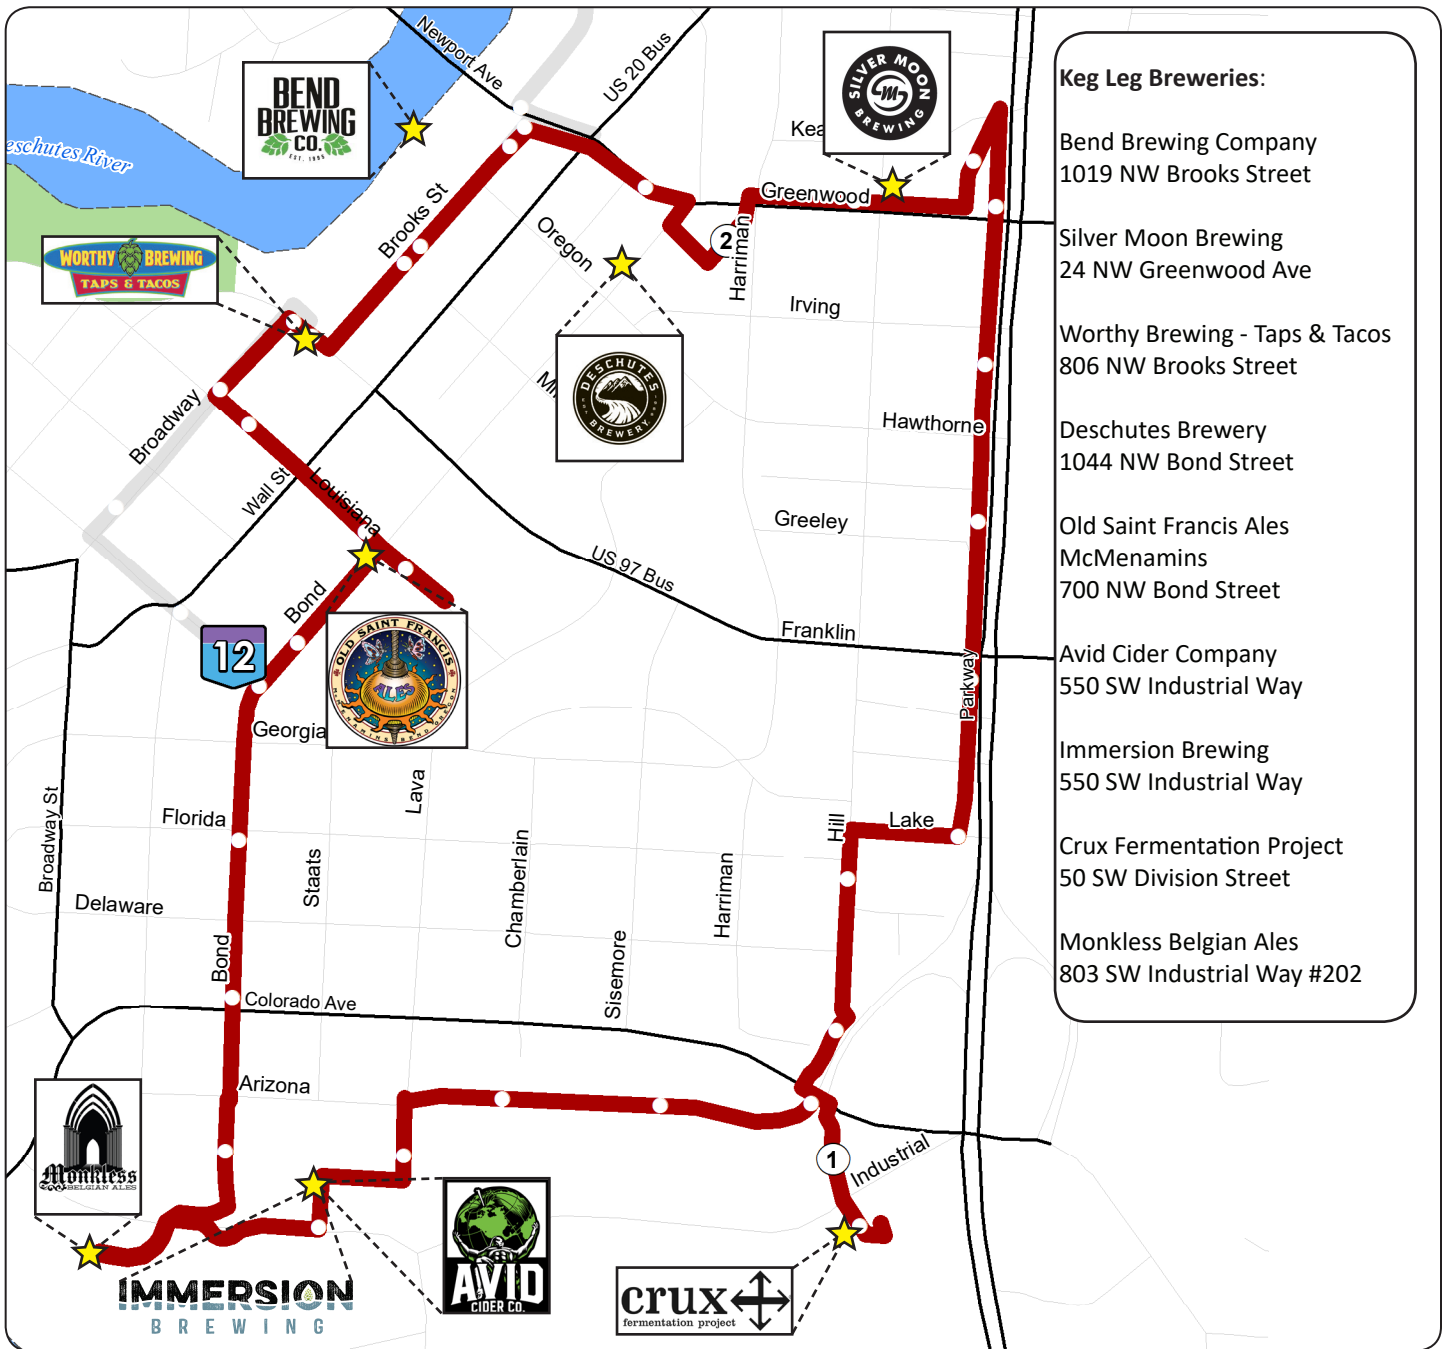 Newport Ave
US 20 Bus
BEND
BREWING
CO.
EST. 1995
SILVER MOON
BREWING
Kea
eschutes River
Brooks St
Greenwood
Oregon
2
Harriman
WORTHY BREWING
TAPS & TACOS
Irving
DESCHUTES
BREWERY
Broadway
Hawthorne
Wall St
Louisiana
Greeley
US 97 Bus
Bond
Franklin
12
OLD SAINT FRANCIS
ALES
McMENAMINS BEND OREGON
Parkway
Georgia
Lava
Broadway St
Florida
Hill
Lake
Staats
Chamberlain
Harriman
Delaware
Bond
Sisemore
Colorado Ave
Arizona
Monkless
BELGIAN ALES
1
Industrial
AVID
CIDER CO.
IMMERSION
BREWING
crux
fermentation project
Keg Leg Breweries:
Bend Brewing Company
1019 NW Brooks Street
Silver Moon Brewing
24 NW Greenwood Ave
Worthy Brewing - Taps & Tacos
806 NW Brooks Street
Deschutes Brewery
1044 NW Bond Street
Old Saint Francis Ales
McMenamins
700 NW Bond Street
Avid Cider Company
550 SW Industrial Way
Immersion Brewing
550 SW Industrial Way
Crux Fermentation Project
50 SW Division Street
Monkless Belgian Ales
803 SW Industrial Way #202